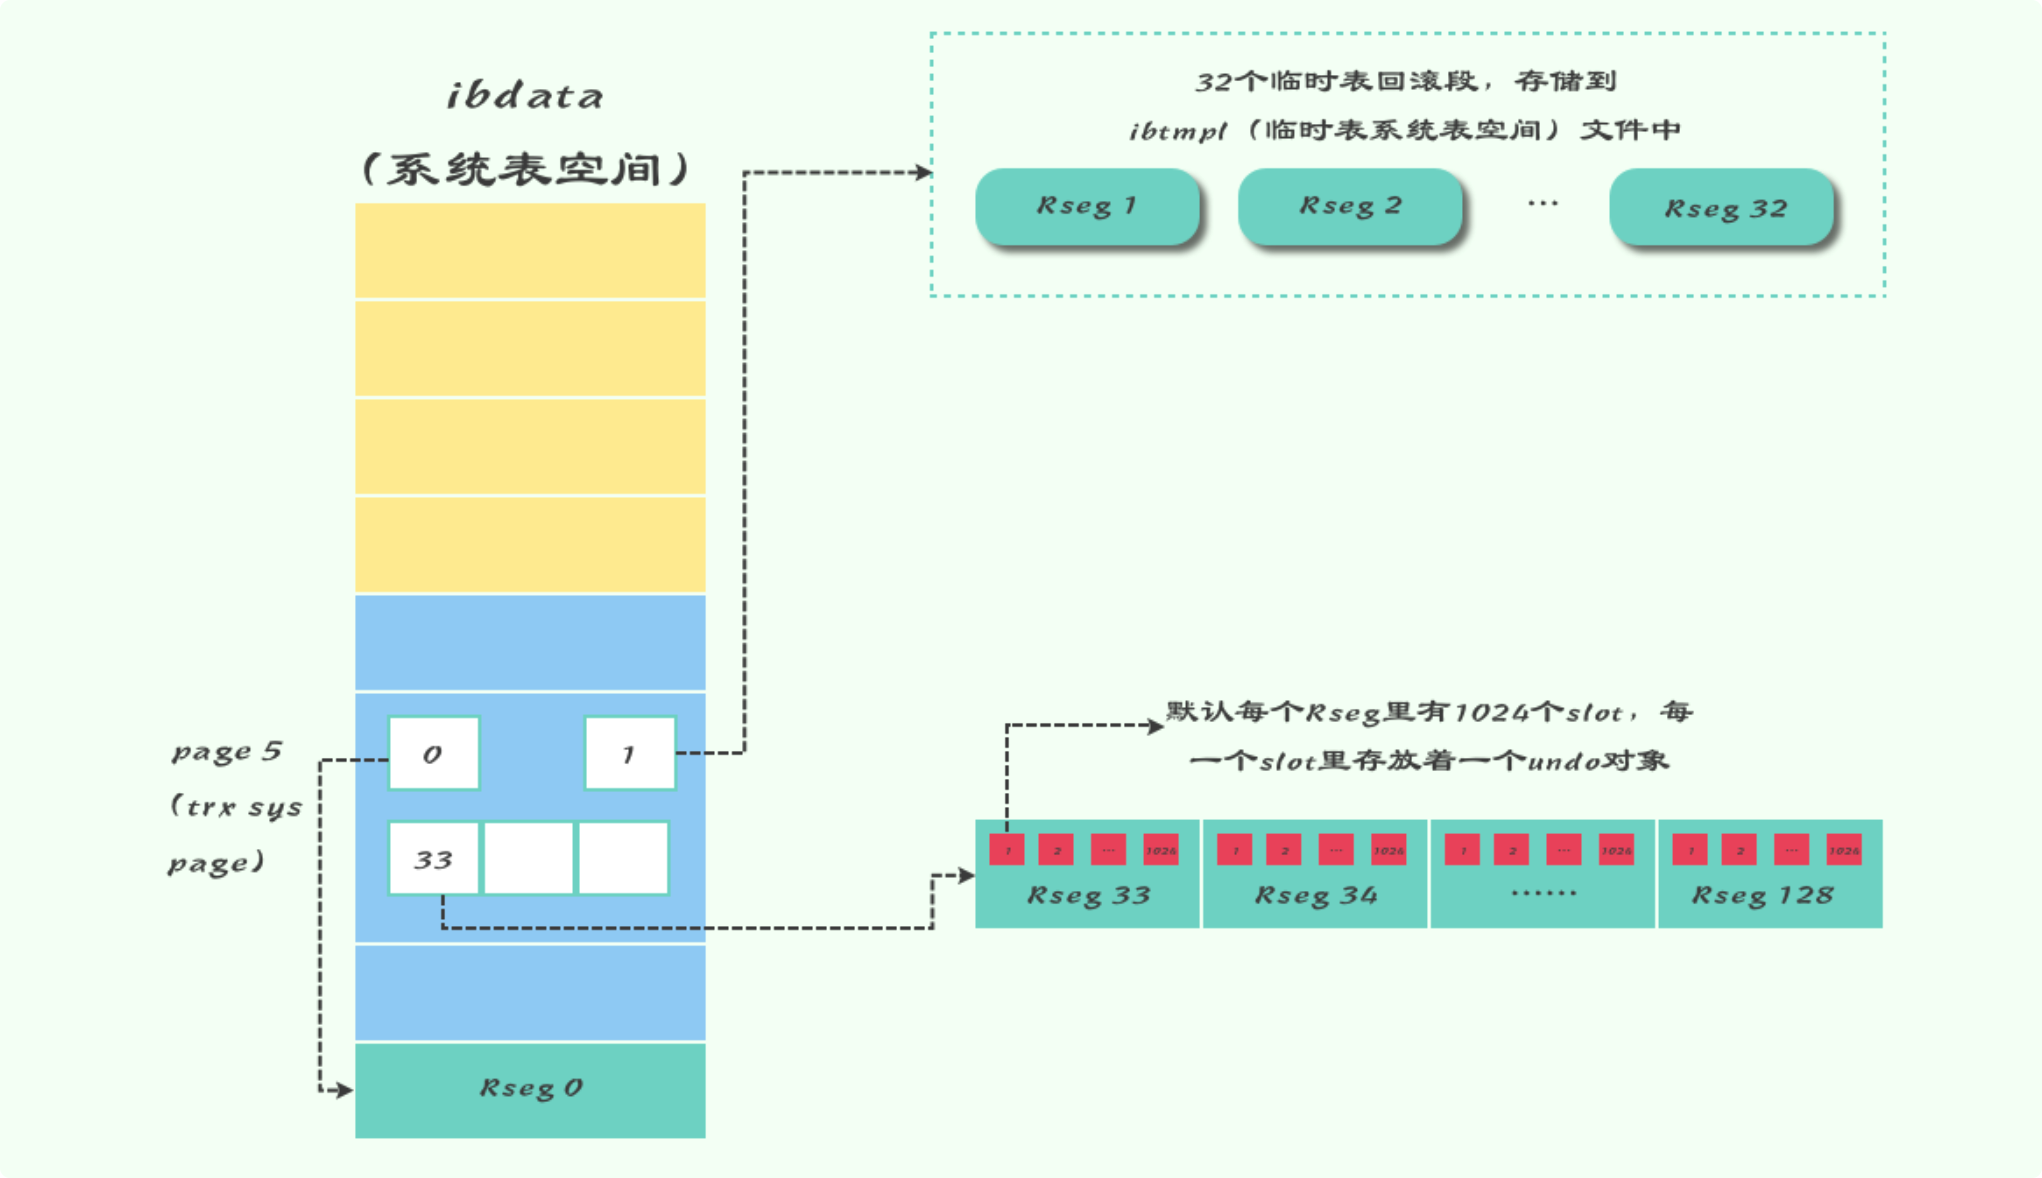 ibdata
（系统表空间）
32个临时表回滚段，存储到
ibtmpl（临时表系统表空间）文件中
Rseg 1
Rseg 2
...
Rseg 32
page 5
（trx sys
page）
0
1
33
Rseg 0
默认每个Rseg里有1024个slot，每
一个slot里存放着一个undo对象
1 2 ... 1024
Rseg 33
1 2 ... 1024
Rseg 34
1 2 ... 1024
......
1 2 ... 1024
Rseg 128